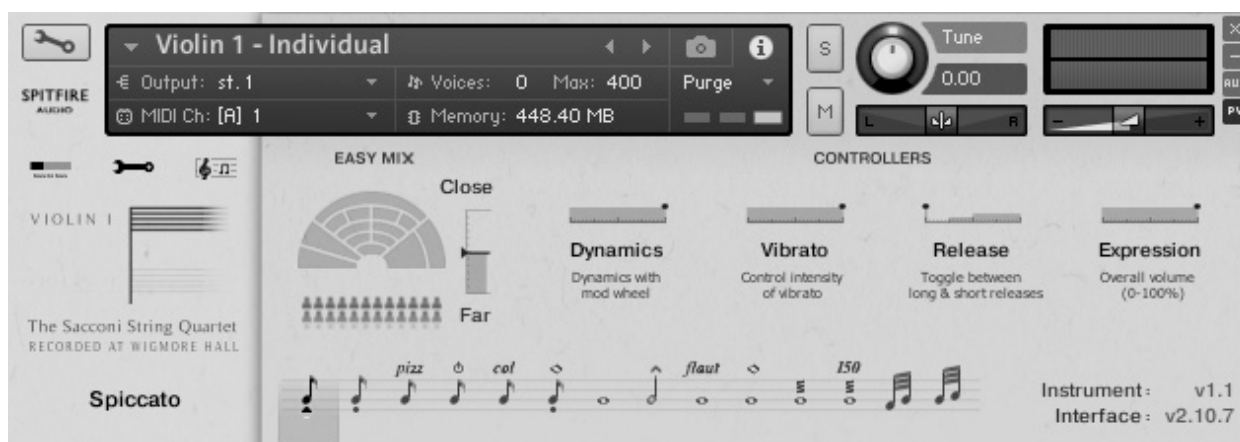 Violin 1 - Individual
S
Tune
0.00
Output: st. 1
Voices: 0 Max: 400
Purge
AU
SPITFIRE
AUDIO
M
MIDI Ch: [A] 1
Memory: 448.40 MB
L
R
-
+
PV
EASY MIX
CONTROLLERS
Close
Far
VIOLIN I
Dynamics
Dynamics with
mod wheel
Vibrato
Control intensity
of vibrato
Release
Toggle between
long & short releases
Expression
Overall volume
(0-100%)
The Sacconi String Quartet
RECORDED AT WIGMORE HALL
Spiccato
pizz
col
flaut
150
Instrument: v1.1
Interface: v2.10.7